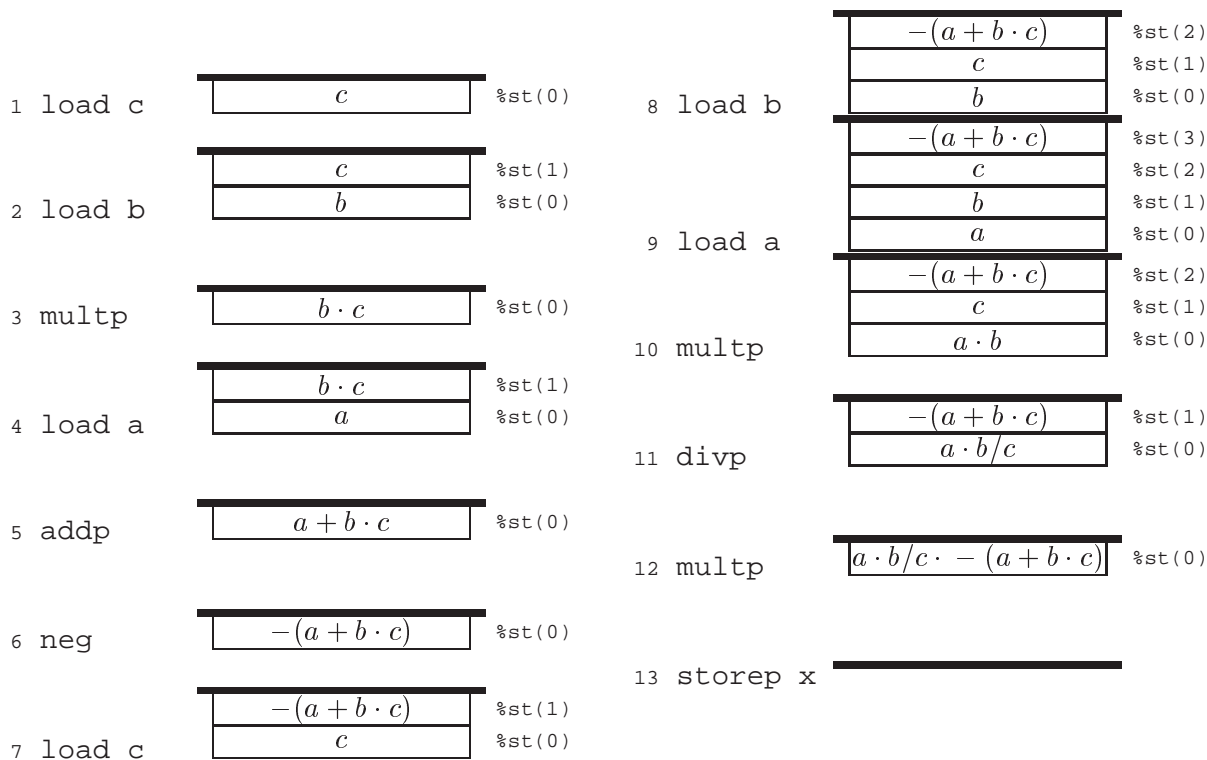 c %st(0)
1 load c
c %st(1)
b %st(0)
2 load b
b · c %st(0)
3 multp
b · c %st(1)
a %st(0)
4 load a
a + b · c %st(0)
5 addp
−(a + b · c) %st(0)
6 neg
−(a + b · c) %st(1)
c %st(0)
7 load c
−(a + b · c) %st(2)
c %st(1)
b %st(0)
8 load b
−(a + b · c) %st(3)
c %st(2)
b %st(1)
a %st(0)
9 load a
−(a + b · c) %st(2)
c %st(1)
a · b %st(0)
10 multp
−(a + b · c) %st(1)
a · b/c %st(0)
11 divp
a · b/c · − (a + b · c) %st(0)
12 multp
13 storep x